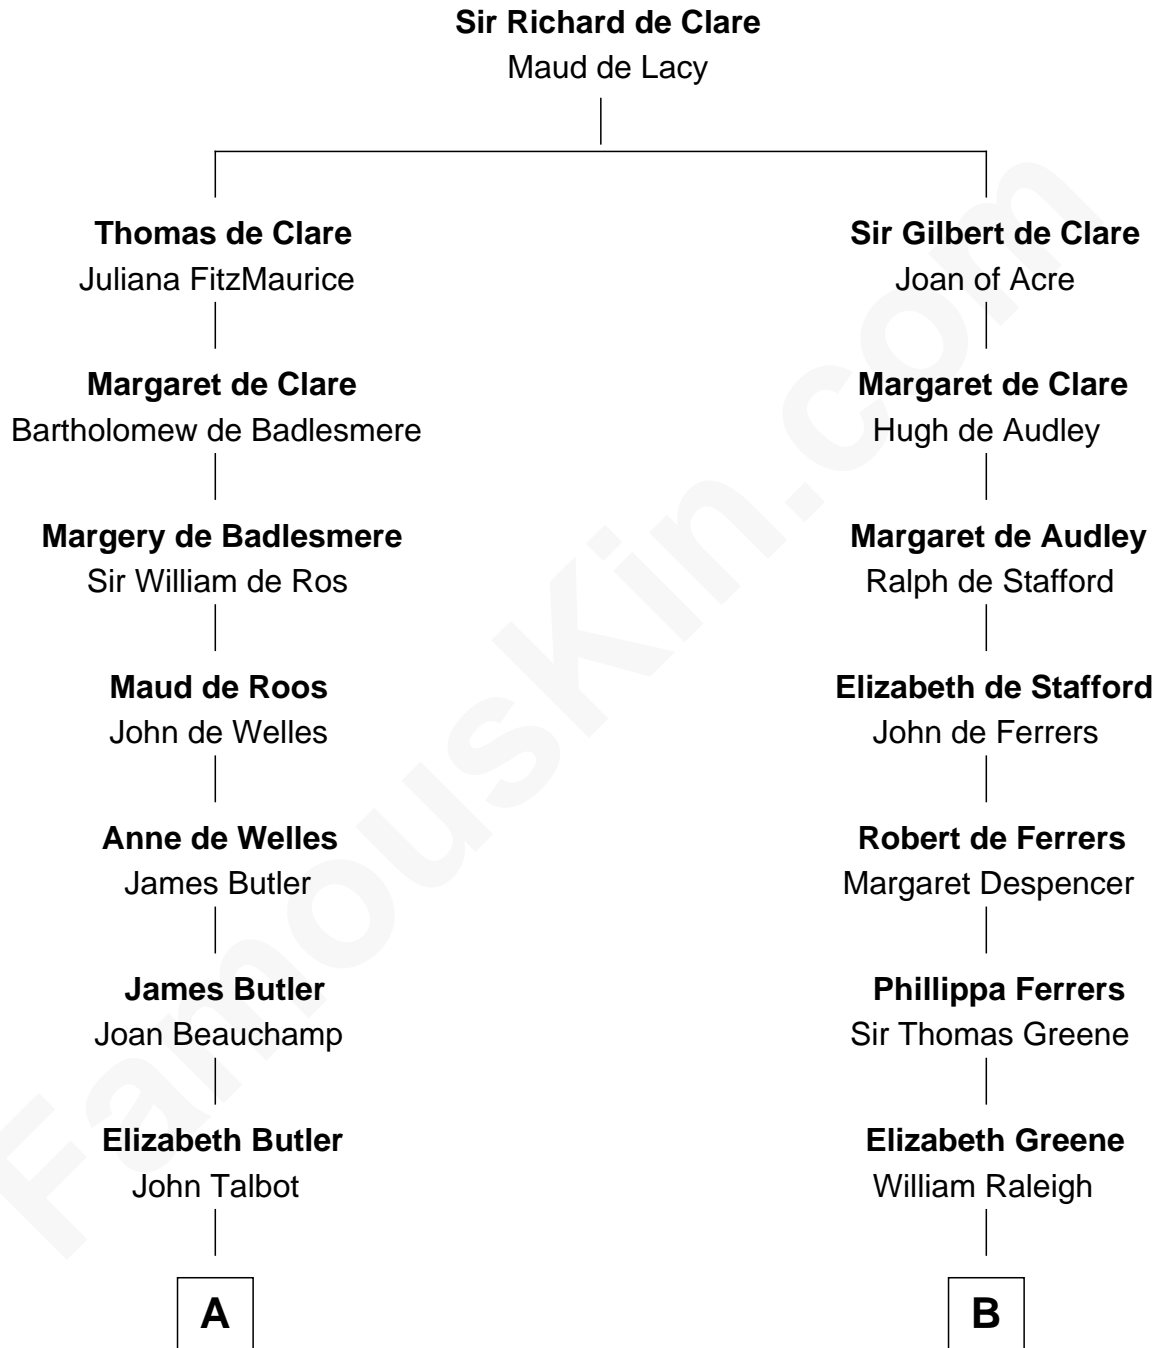 Sir Richard de Clare
Maud de Lacy
Thomas de Clare
Juliana FitzMaurice
Margaret de Clare
Bartholomew de Badlesmere
Margery de Badlesmere
Sir William de Ros
Maud de Roos
John de Welles
Anne de Welles
James Butler
James Butler
Joan Beauchamp
Elizabeth Butler
John Talbot
A
Sir Gilbert de Clare
Joan of Acre
Margaret de Clare
Hugh de Audley
Margaret de Audley
Ralph de Stafford
Elizabeth de Stafford
John de Ferrers
Robert de Ferrers
Margaret Despencer
Phillippa Ferrers
Sir Thomas Greene
Elizabeth Greene
William Raleigh
B
FamousKin.com